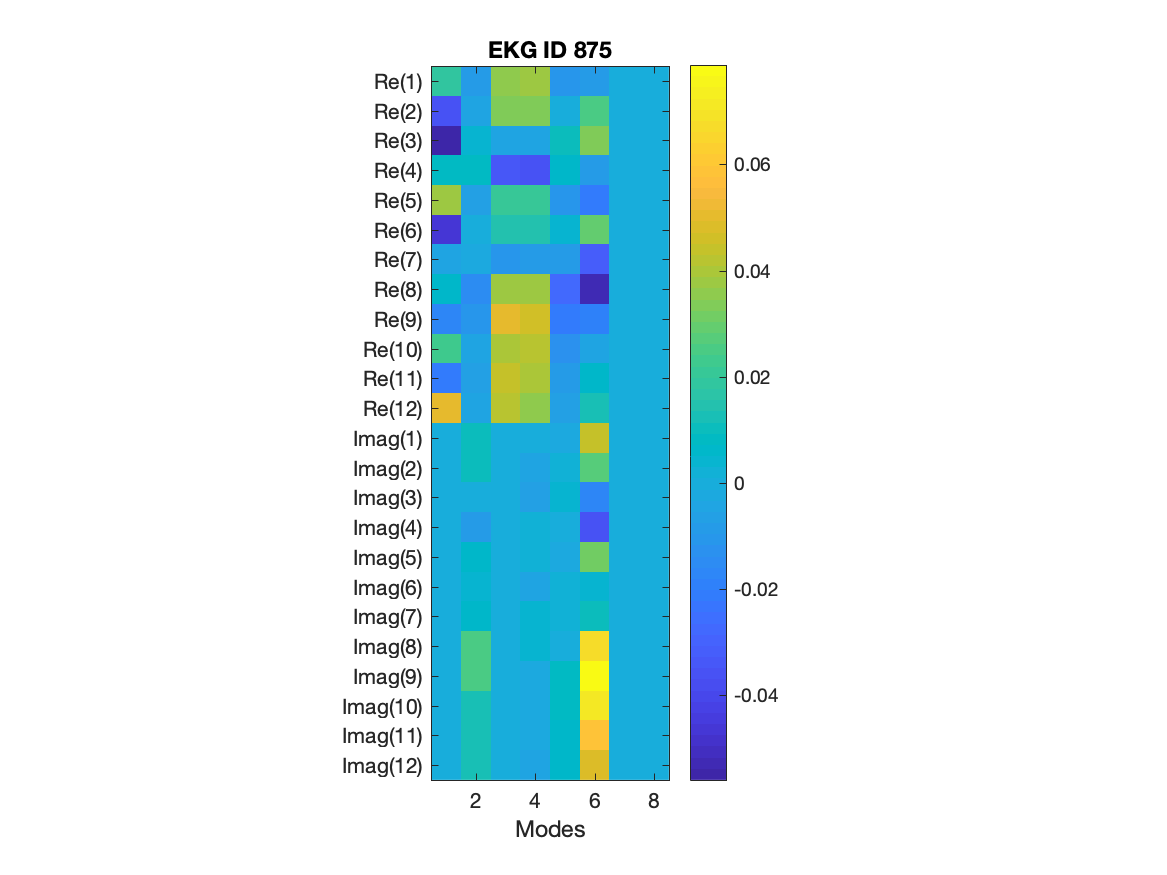 EKG ID 875
Re(1)
Re(2)
Re(3)
Re(4)
Re(5)
Re(6)
Re(7)
Re(8)
Re(9)
Re(10)
Re(11)
Re(12)
Imag(1)
Imag(2)
Imag(3)
Imag(4)
Imag(5)
Imag(6)
Imag(7)
Imag(8)
Imag(9)
Imag(10)
Imag(11)
Imag(12)
2 4 6 8
Modes
0.06
0.04
0.02
0
-0.02
-0.04